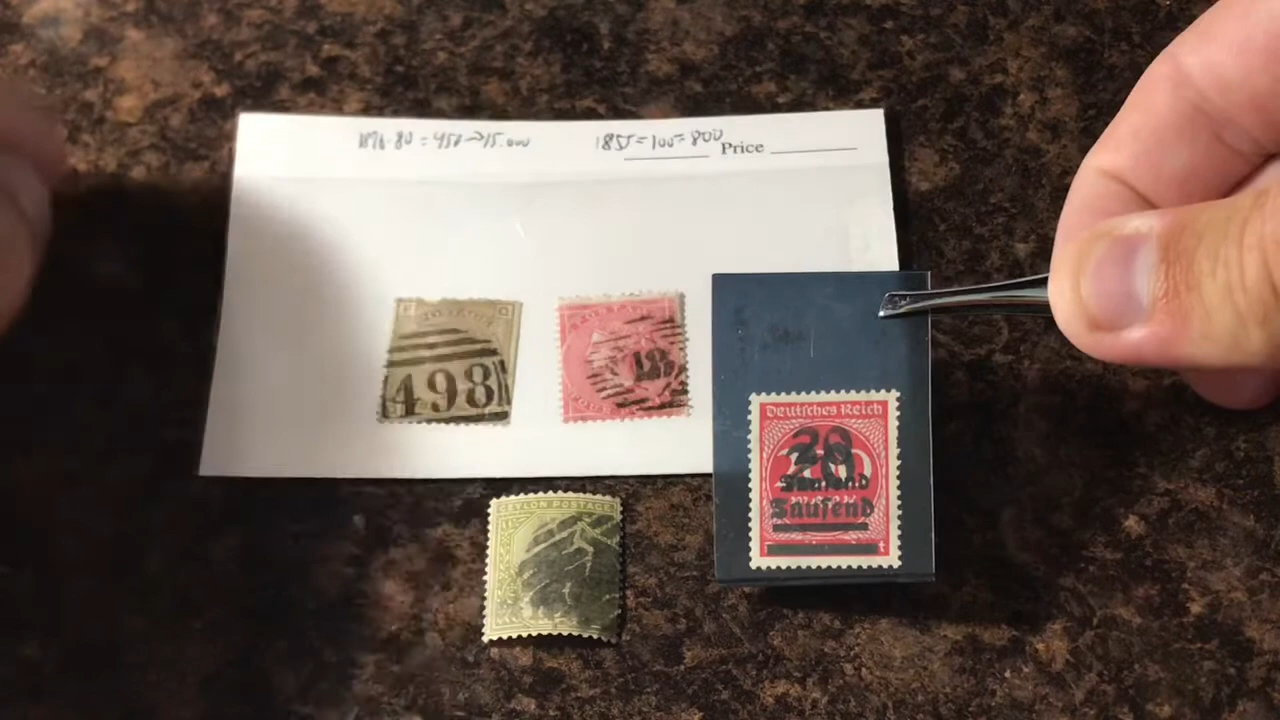 1876-80 = 450→15.000
1855=100=800
Price
498
CEYLON POSTAGE
Deutsches Reich
20
Tausend
Tausend